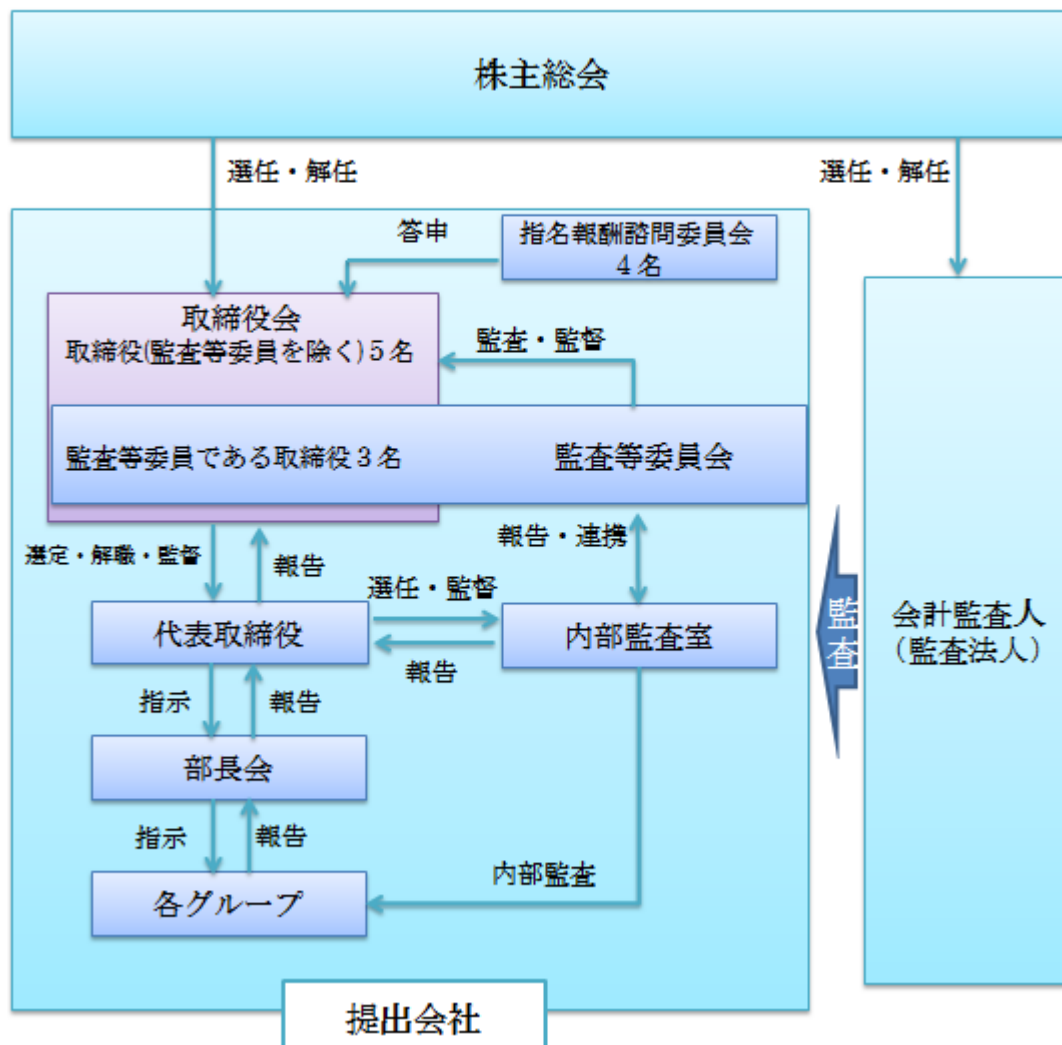 株主総会
選任・解任
選任・解任
答申
指名報酬諮問委員会
４名
取締役会
取締役(監査等委員を除く)５名
監査・監督
監査等委員である取締役３名
監査等委員会
選定・解職・監督
報告
報告・連携
選任・監督
代表取締役
内部監査室
報告
監査
会計監査人
（監査法人）
指示
報告
部長会
指示
報告
内部監査
各グループ
提出会社